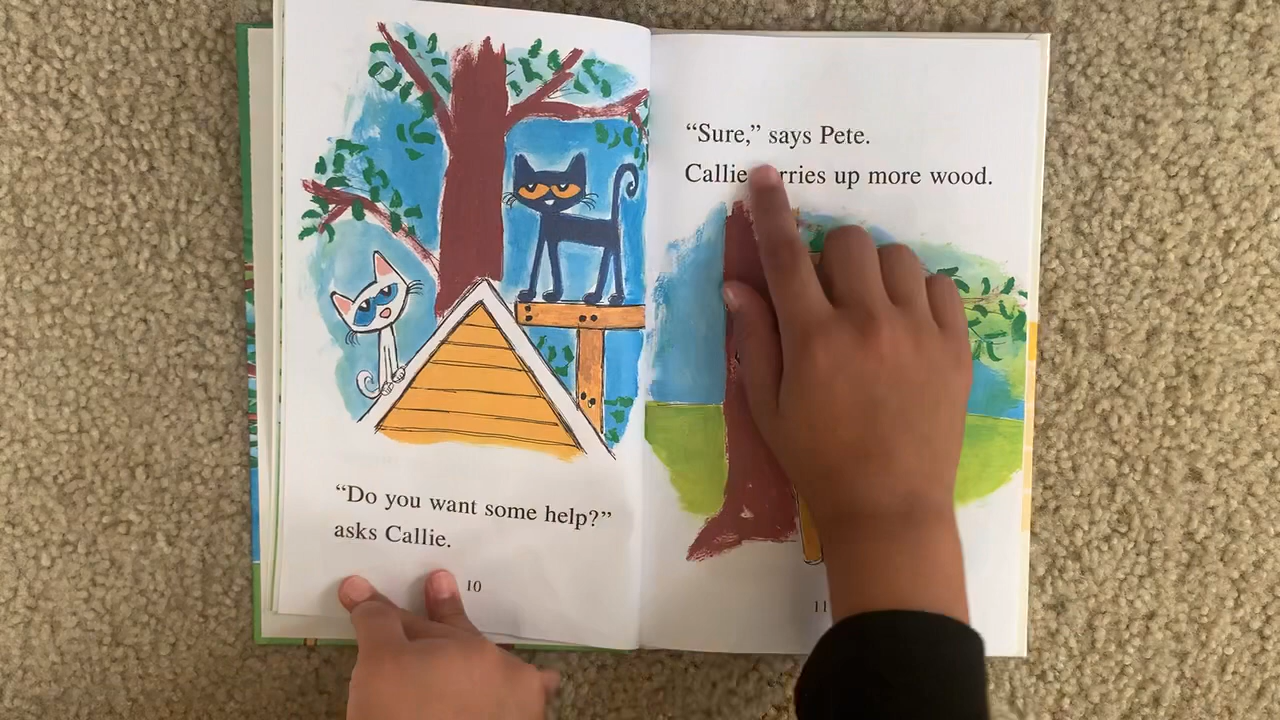 “Do you want some help?”
asks Callie.
10
“Sure,” says Pete.
Callie up more wood.
11